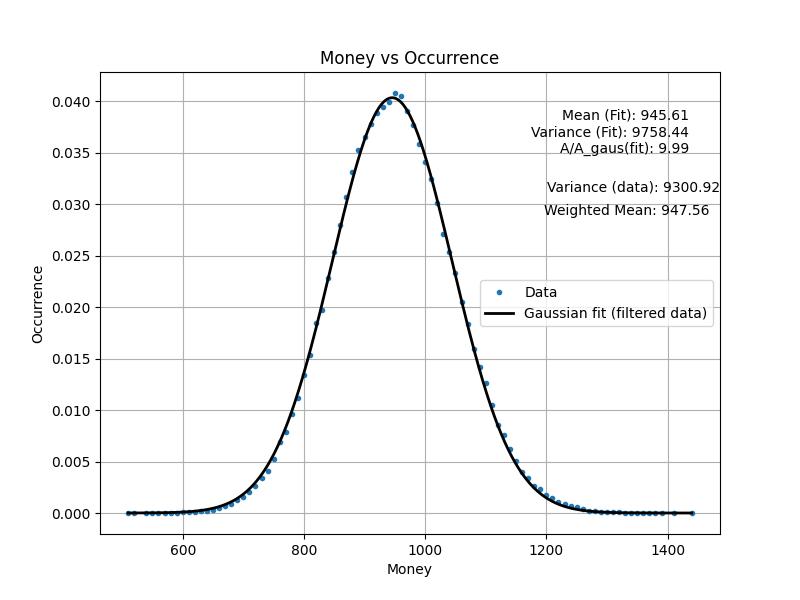 Money vs Occurrence
0.040
0.035
0.030
0.025
0.020
0.015
0.010
0.005
0.000
Occurrence
Mean (Fit): 945.61
Variance (Fit): 9758.44
A/A_gaus(fit): 9.99
Variance (data): 9300.92
Weighted Mean: 947.56
Data
Gaussian fit (filtered data)
600 800 1000 1200 1400
Money